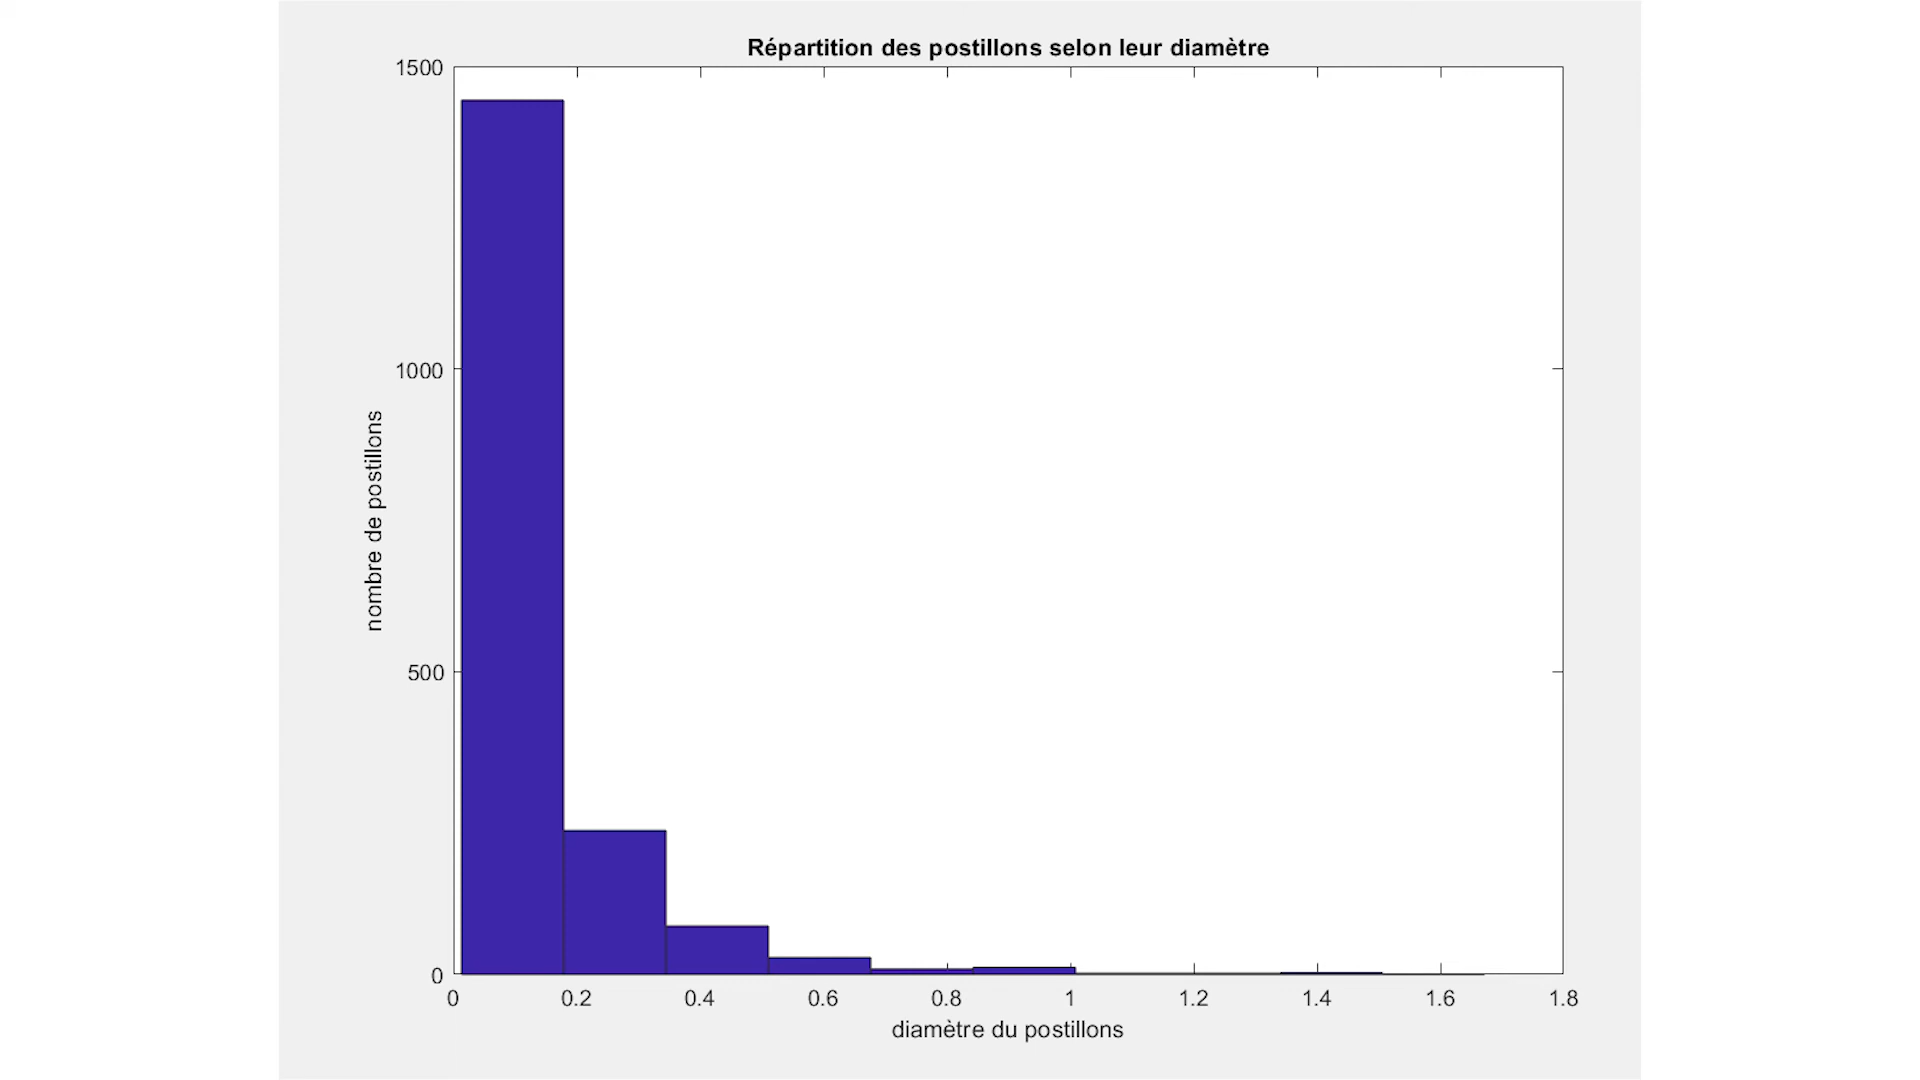 Répartition des postillons selon leur diamètre
1500
1000
500
0
nombre de postillons
0 0.2 0.4 0.6 0.8 1 1.2 1.4 1.6 1.8
diamètre du postillons